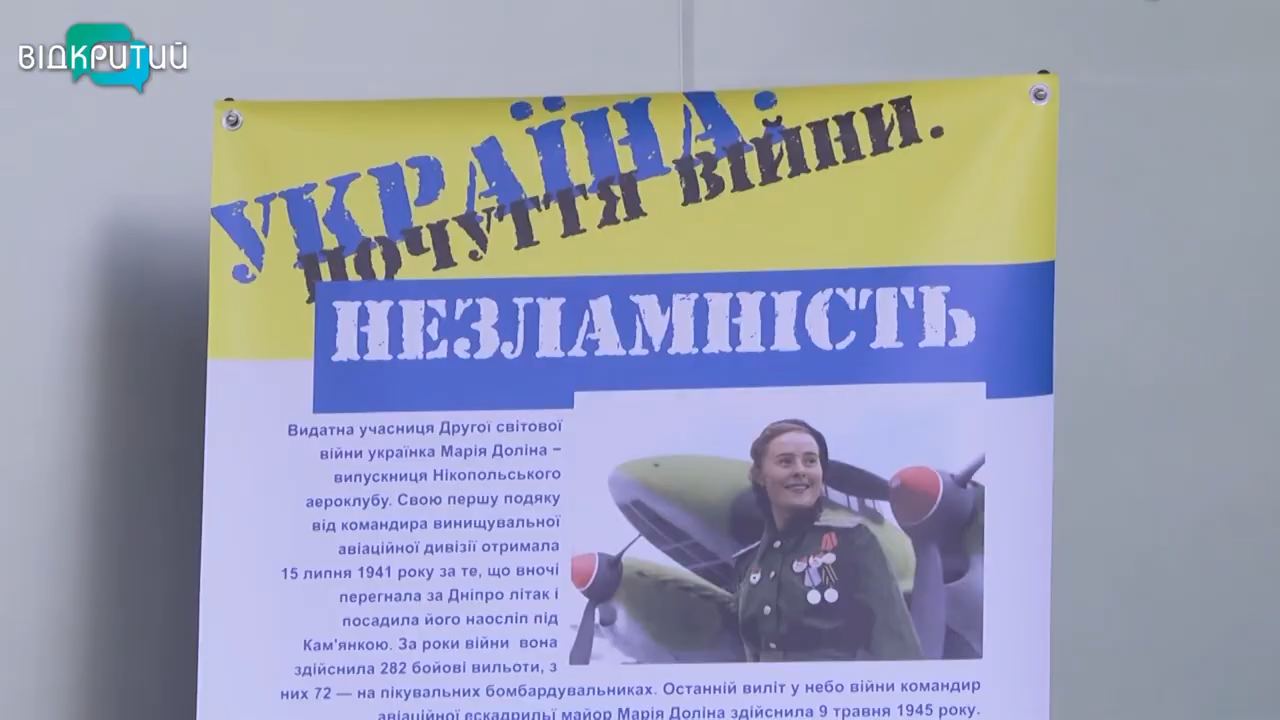 ВІДКРИТИЙ
УКРАЇНА:
ПОЧУТТЯ ВІЙНИ.
НЕЗЛАМНІСТЬ
Видатна учасниця Другої світової
війни українка Марія Доліна –
випускниця Нікопольського
аероклубу. Свою першу подяку
від командира винищувальної
авіаційної дивізії отримала
15 липня 1941 року за те, що вночі
перегнала за Дніпро літак і
посадила його наосліп під
Кам'янкою. За роки війни вона
здійснила 282 бойові вильоти, з
них 72 — на пікувальних бомбардувальниках. Останній виліт у небо війни командир
авіаційної ескадрильї майор Марія Доліна здійснила 9 травня 1945 року.